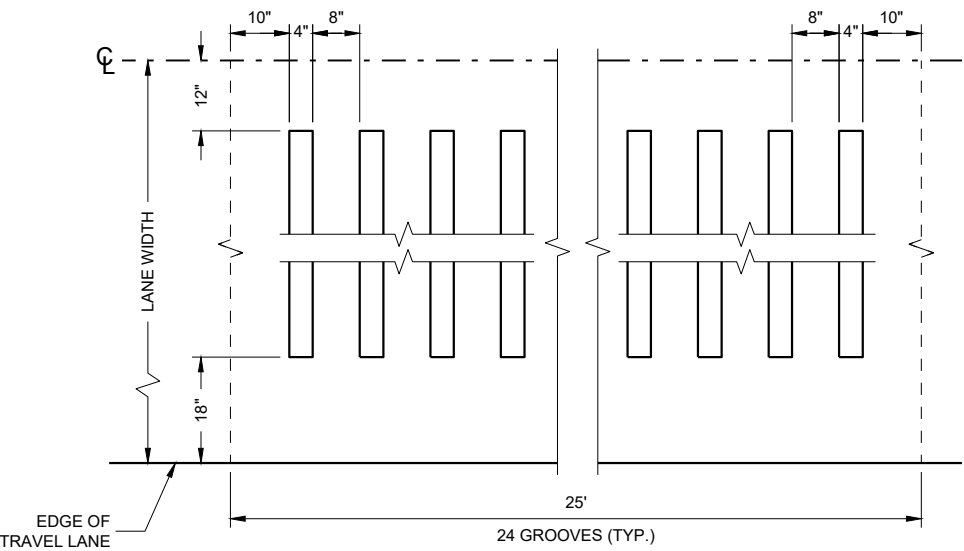 10"
4"
8"
8"
4"
10"
℄
12"
LANE WIDTH
18"
25'
24 GROOVES (TYP.)
EDGE OF
TRAVEL LANE